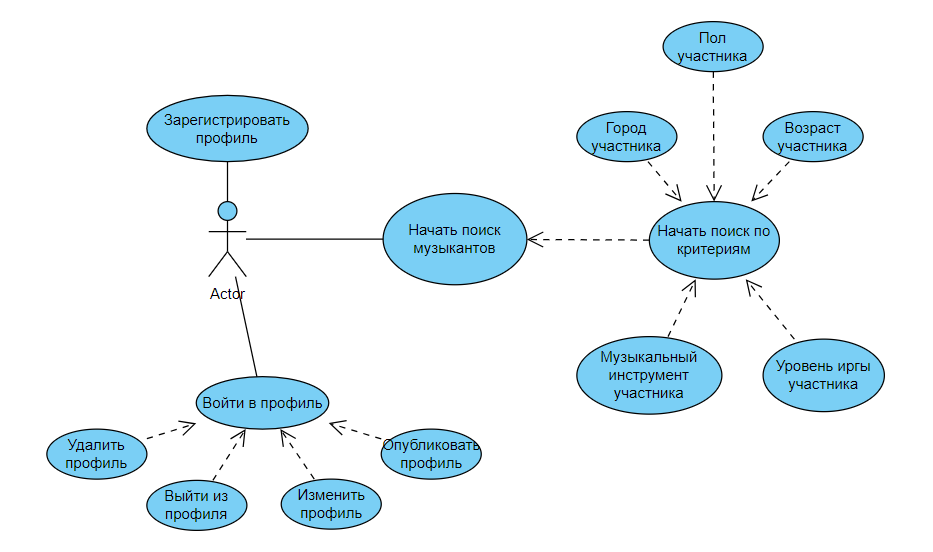 Пол
участника
Зарегистрировать
профиль
Город
участника
Возраст
участника
Начать поиск
музыкантов
Начать поиск по
критериям
Actor
Музыкальный
инструмент
участника
Уровень иргы
участника
Войти в профиль
Удалить
профиль
Опубликовать
профиль
Выйти из
профиля
Изменить
профиль